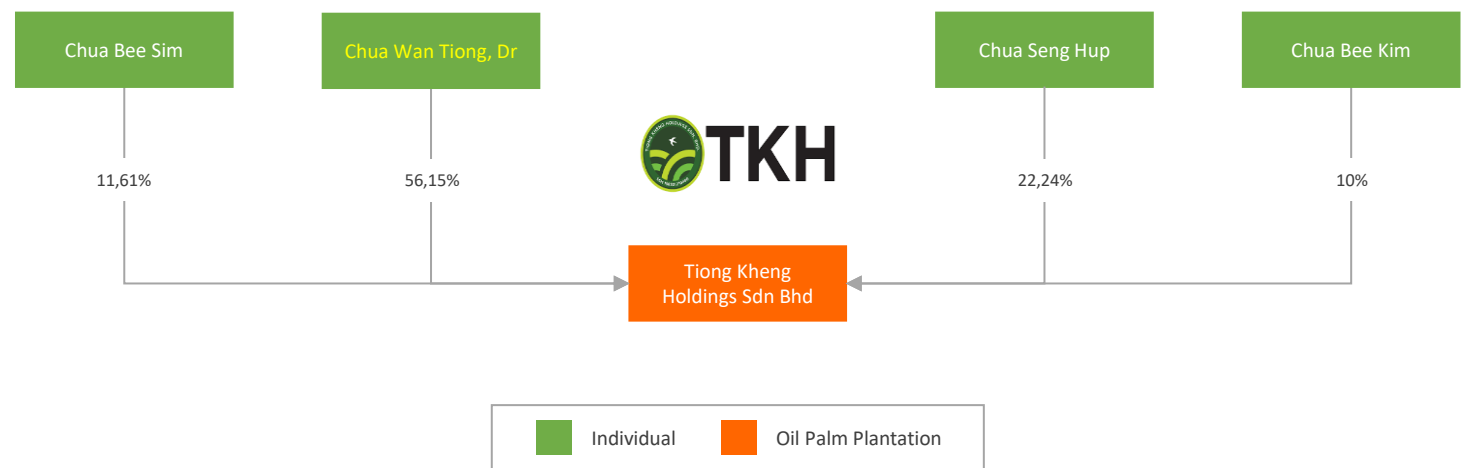 Chua Bee Sim
Chua Wan Tiong, Dr
Chua Seng Hup
Chua Bee Kim
TKH
11,61%
56,15%
22,24%
10%
Tiong Kheng
Holdings Sdn Bhd
Individual
Oil Palm Plantation